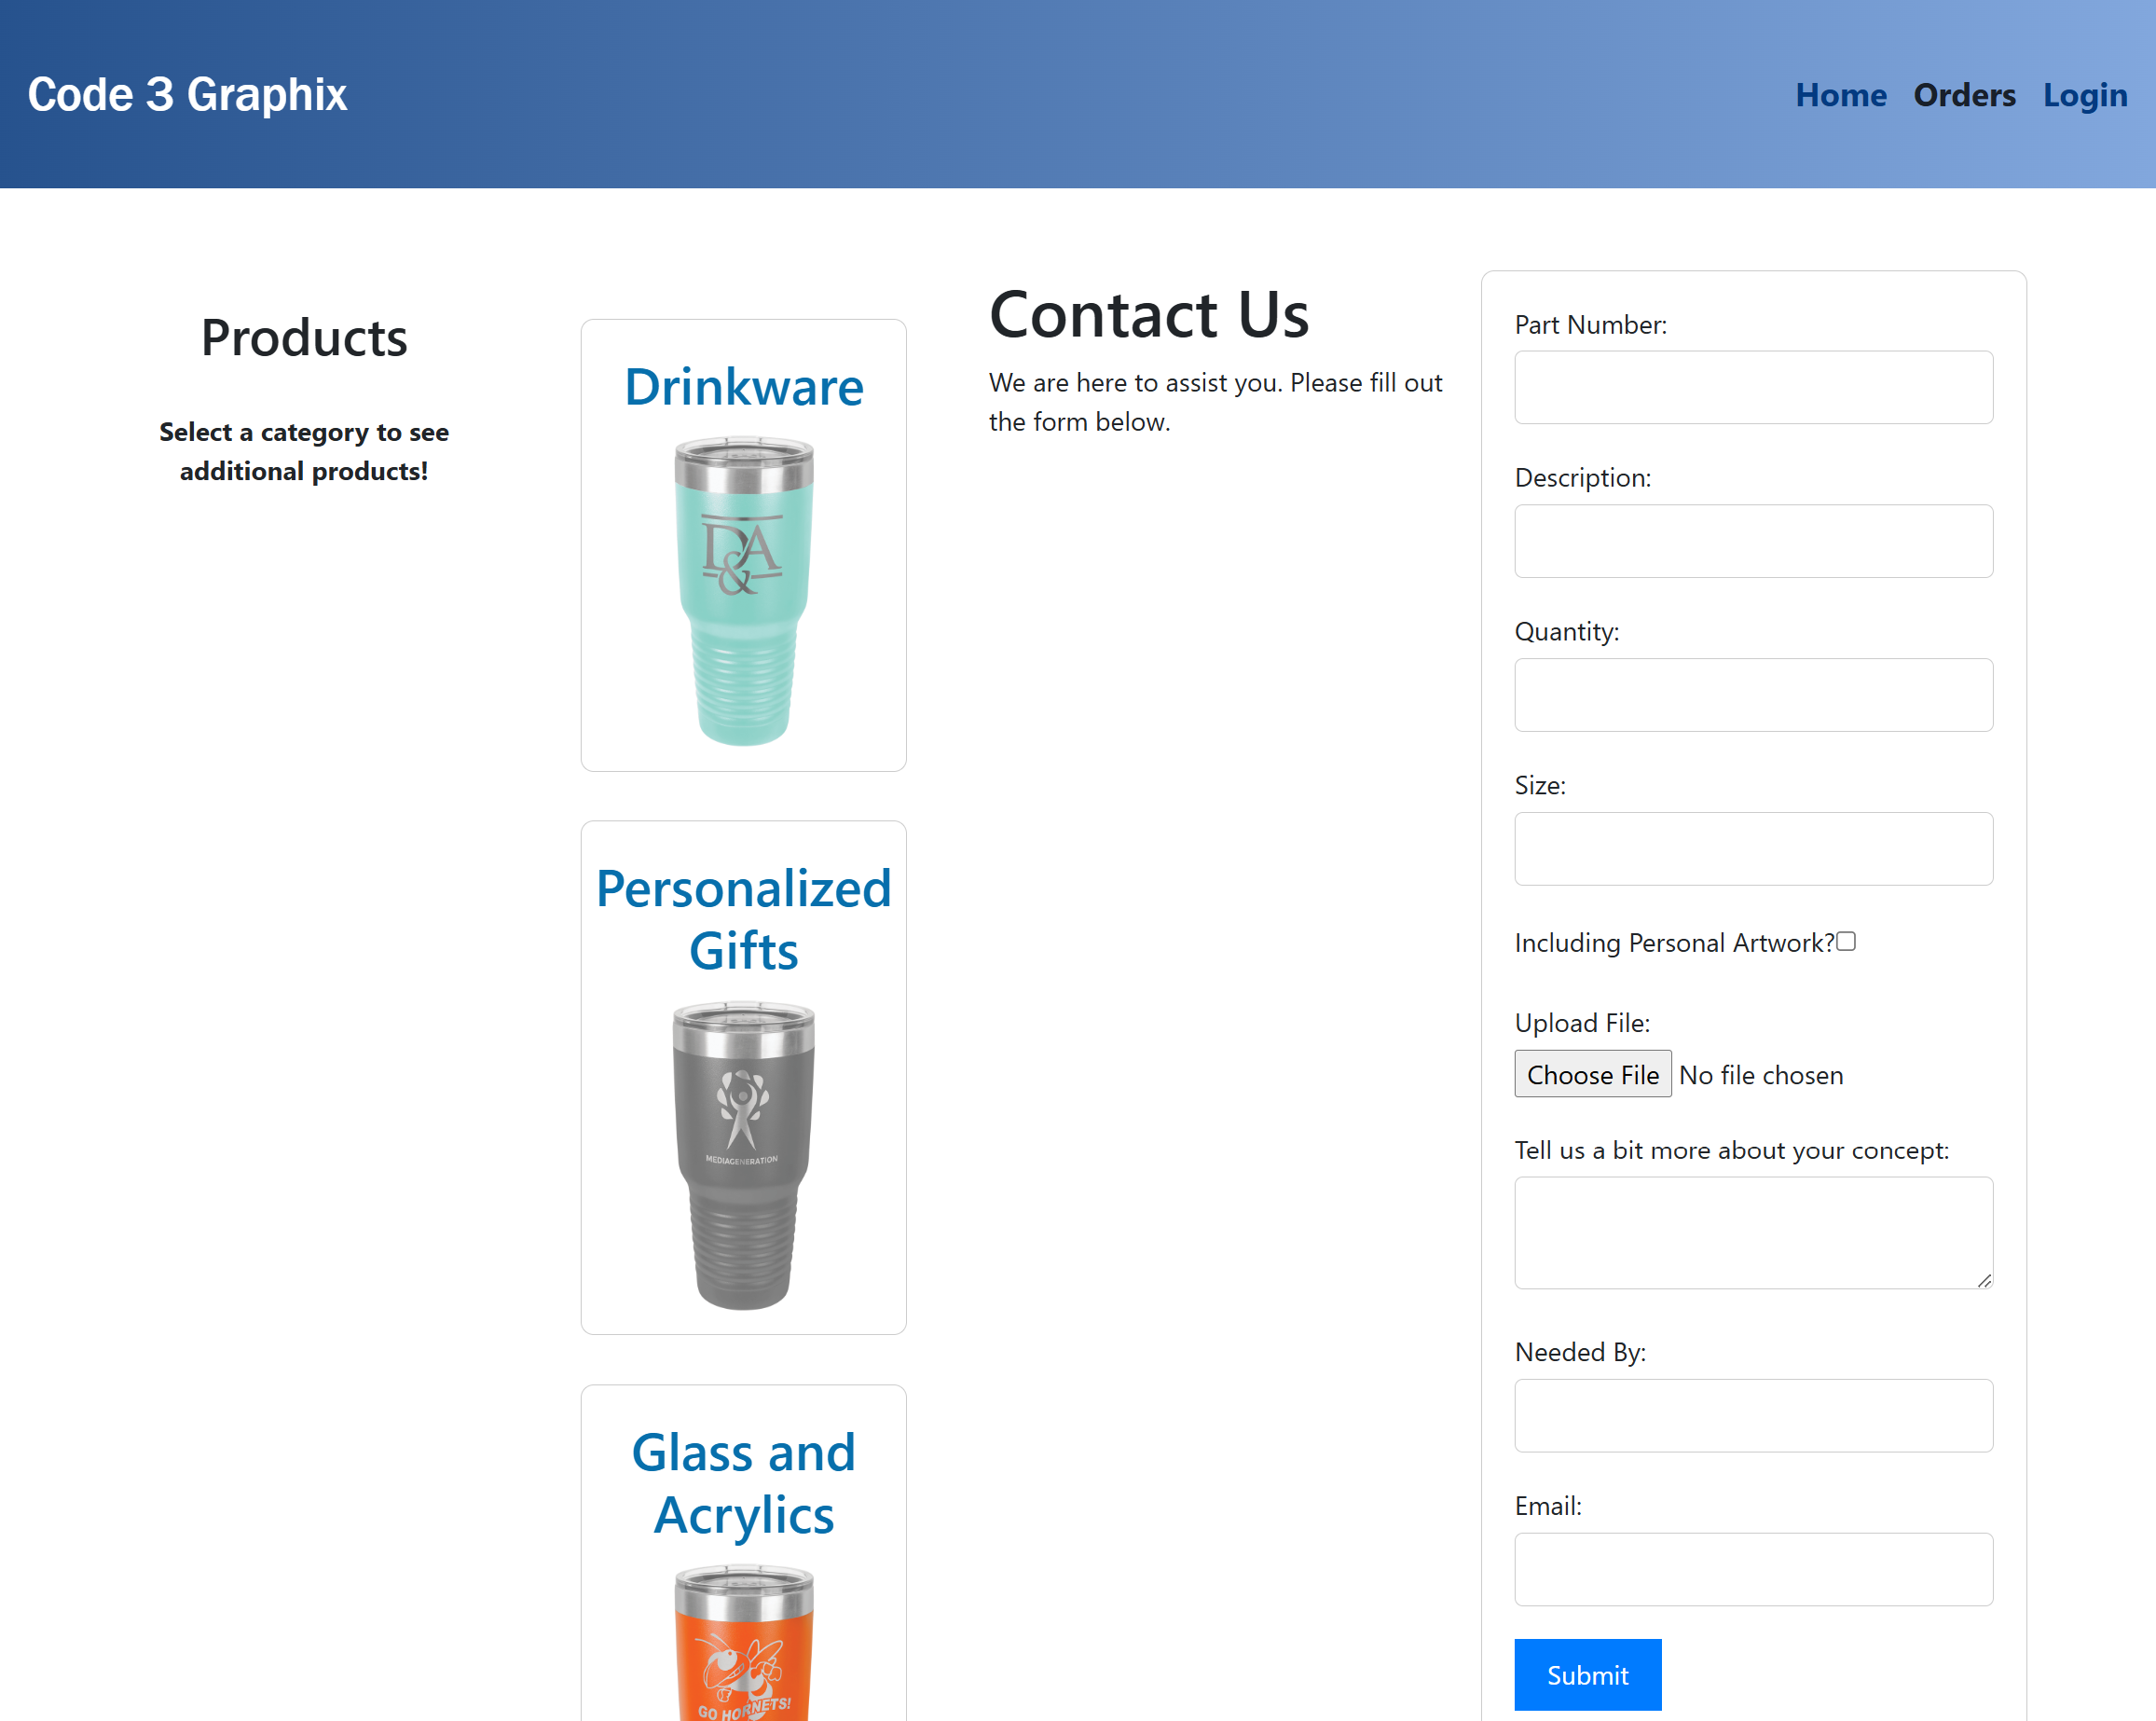 Code 3 Graphix
Home Orders Login
Products
Select a category to see
additional products!
Drinkware
D&A
Personalized
Gifts
MEDIAGENERATION
Glass and
Acrylics
GO HORNETS!
Contact Us
We are here to assist you. Please fill out
the form below.
Part Number:
Description:
Quantity:
Size:
Including Personal Artwork?
Upload File:
Choose File No file chosen
Tell us a bit more about your concept:
Needed By:
Email:
Submit